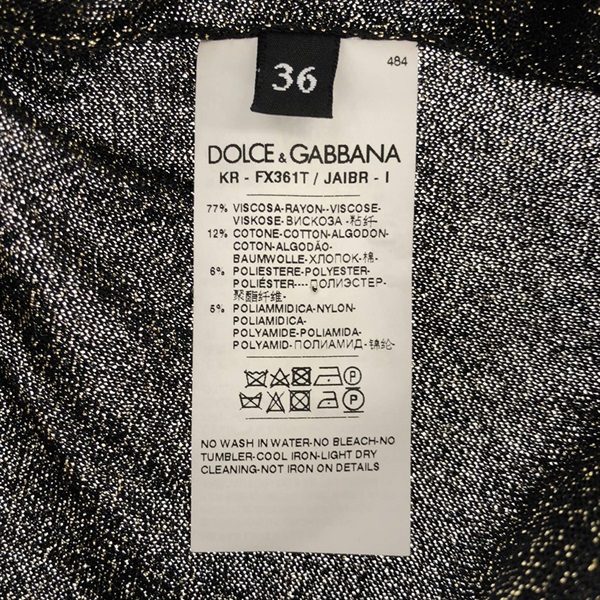 36
484
DOLCE & GABBANA
KR - FX361T / JAIBR - I
77% VISCOSA-RAYON--VISCOSE-
VISKOSE-ВИСКОЗА-粘纤-
12% COTONE-COTTON-ALGODON-
COTON-ALGODÃO-
BAUMWOLLE-ХЛОПОК-棉-
6% POLIESTERE-POLYESTER-
POLIÉSTER----ПОЛИЭСТЕР-
聚酯纤维-
5% POLIAMMIDICA-NYLON-
POLIAMIDICA-
POLYAMIDE-POLIAMIDA-
POLYAMID-ПОЛИАМИД-锦纶-
P
P
NO WASH IN WATER-NO BLEACH-NO
TUMBLER-COOL IRON-LIGHT DRY
CLEANING-NOT IRON ON DETAILS